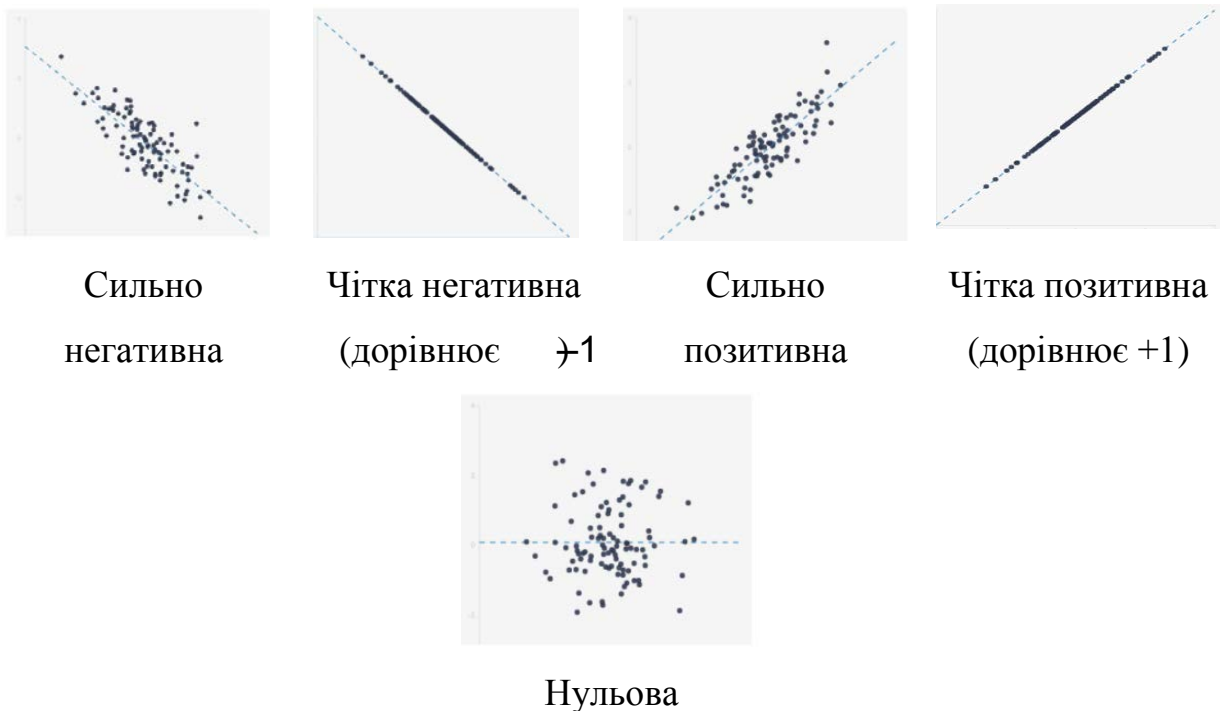 Сильно негативна
Чітка негативна (дорівнює -1)
Сильно позитивна
Чітка позитивна (дорівнює +1)
Нульова